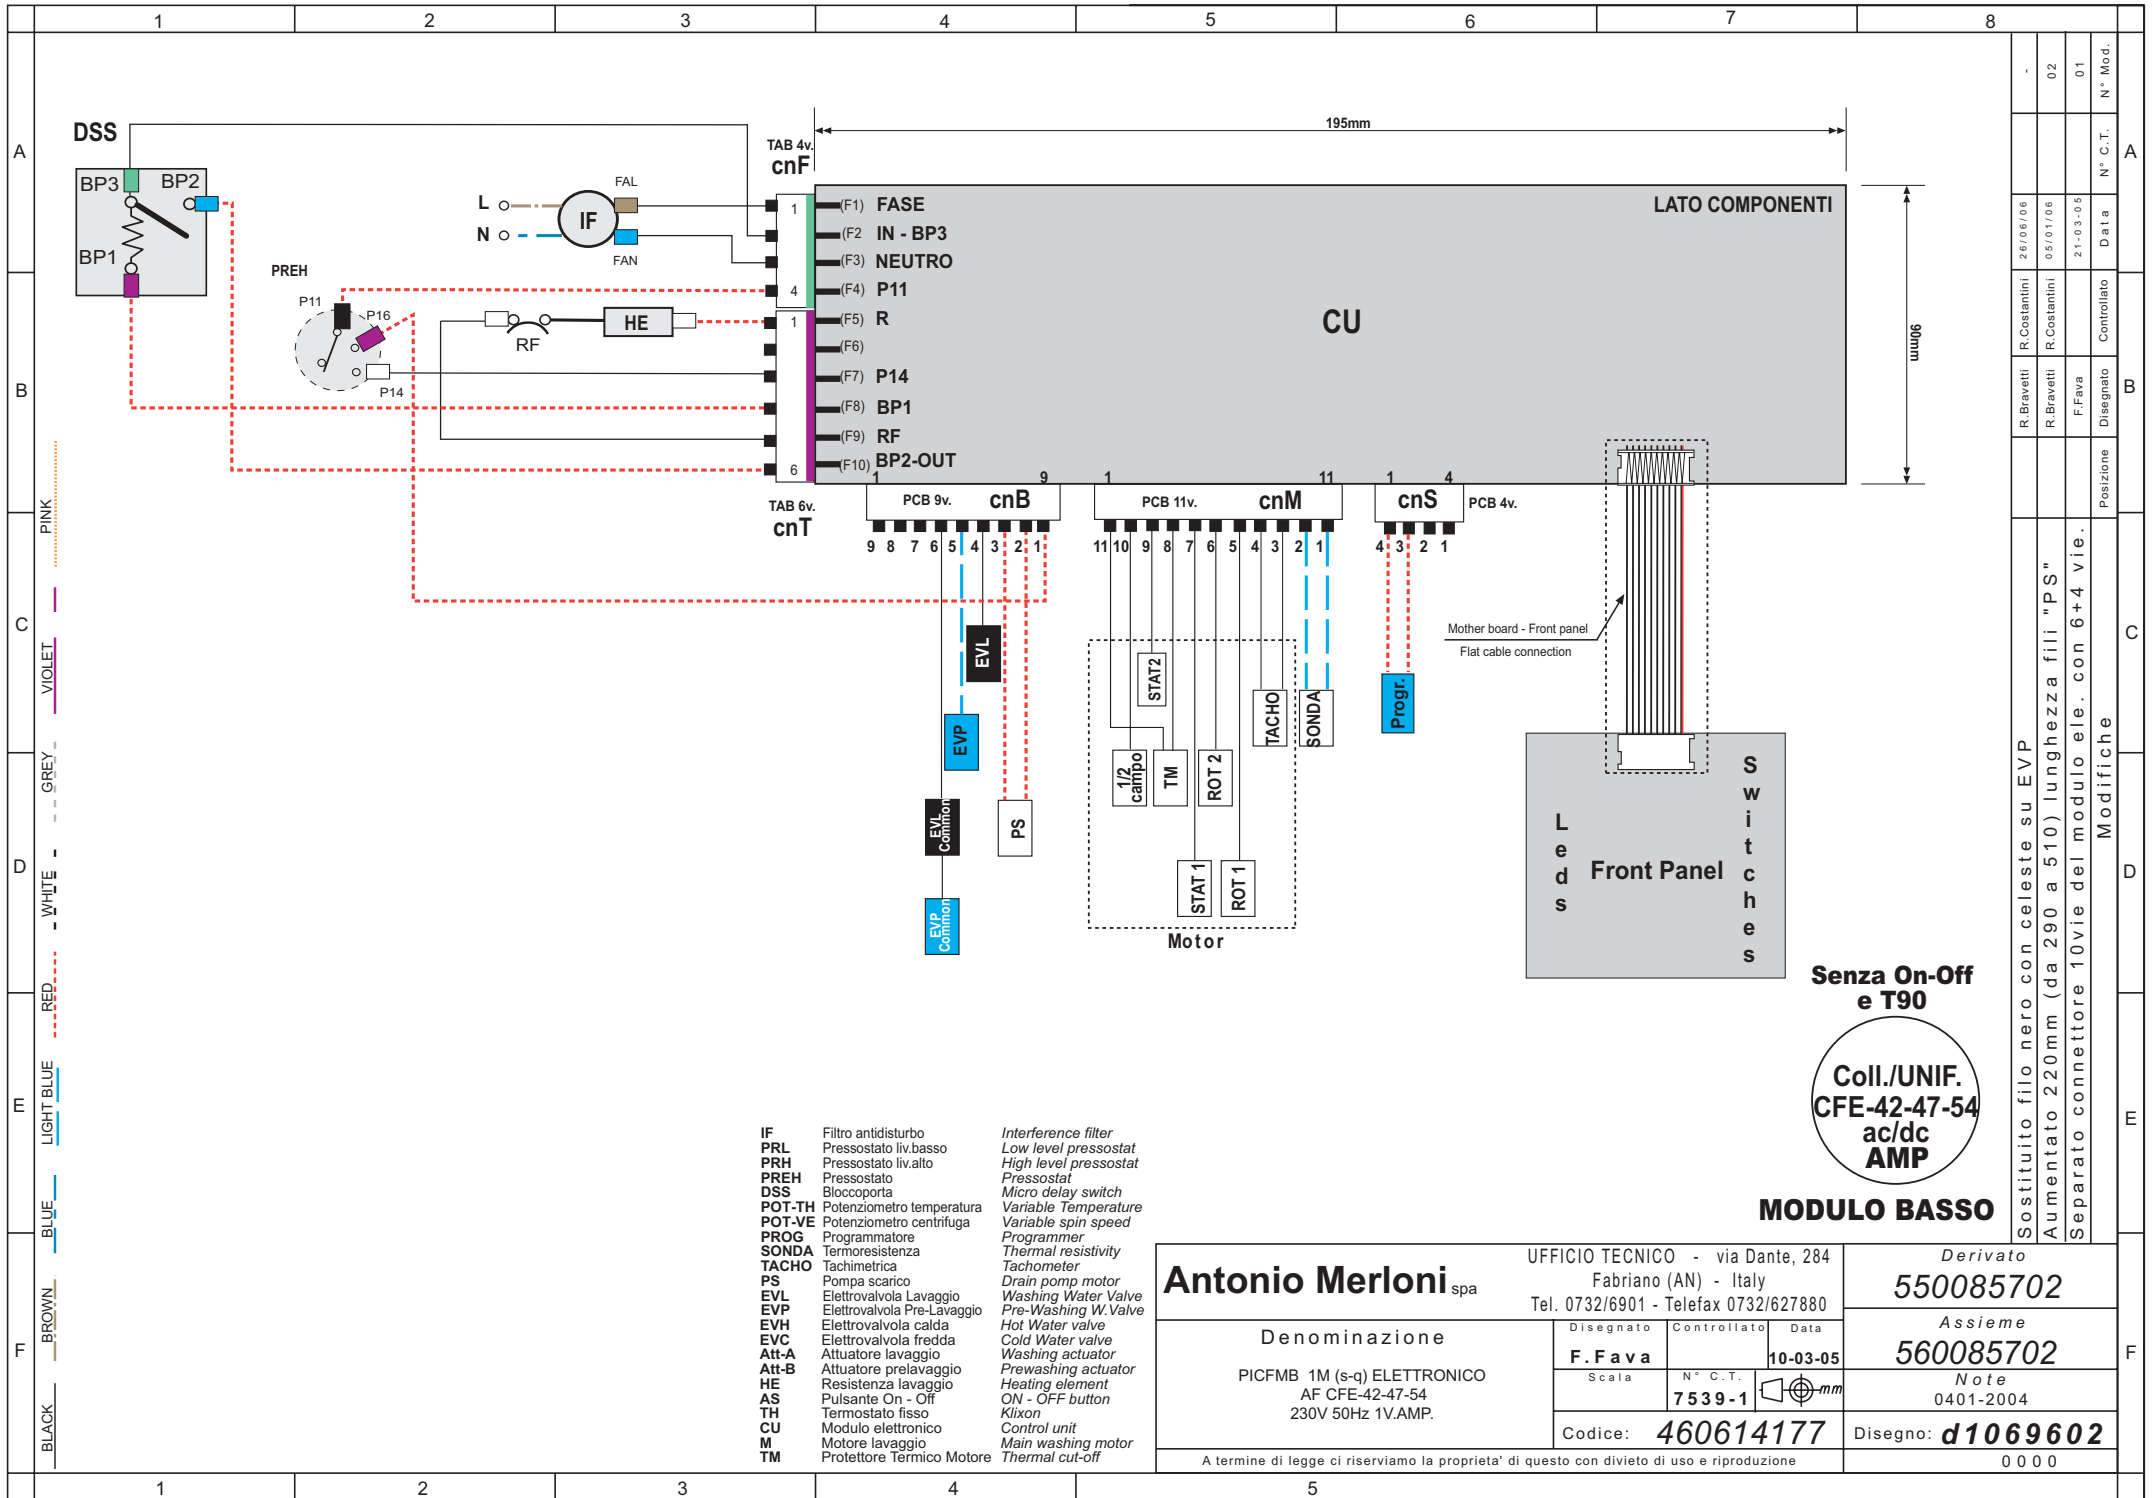 1 2 3 4 5 6 7 8
A
B
C
D
E
F
DSS
BP3
BP2
BP1
PREH
P11
P16
P14
L
N
IF
FAL
FAN
RF
HE
TAB 4v.
cnF
1
4
1
6
TAB 6v.
cnT
195mm
90mm
LATO COMPONENTI
CU
(F1) FASE
(F2 IN - BP3
(F3) NEUTRO
(F4) P11
(F5) R
(F6)
(F7) P14
(F8) BP1
(F9) RF
(F10) BP2-OUT
1 9
PCB 9v. cnB
9 8 7 6 5 4 3 2 1
1 11
PCB 11v. cnM
11 10 9 8 7 6 5 4 3 2 1
1 4
cnS PCB 4v.
4 3 2 1
EVL
EVP
EVL
Common
EVP
Common
PS
STAT2
1/2
campo
TM
STAT 1
ROT 2
ROT 1
TACHO
SONDA
Motor
Progr.
Mother board - Front panel
Flat cable connection
Leds
Front Panel
Switches
PINK
VIOLET
GREY
WHITE
RED
LIGHT BLUE
BLUE
BROWN
BLACK
Senza On-Off
e T90
Coll./UNIF.
CFE-42-47-54
ac/dc
AMP
MODULO BASSO
IF Filtro antidisturbo Interference filter
PRL Pressostato liv.basso Low level pressostat
PRH Pressostato liv.alto High level pressostat
PREH Pressostato Pressostat
DSS Bloccoporta Micro delay switch
POT-TH Potenziometro temperatura Variable Temperature
POT-VE Potenziometro centrifuga Variable spin speed
PROG Programmatore Programmer
SONDA Termoresistenza Thermal resistivity
TACHO Tachimetrica Tachometer
PS Pompa scarico Drain pomp motor
EVL Elettrovalvola Lavaggio Washing Water Valve
EVP Elettrovalvola Pre-Lavaggio Pre-Washing W.Valve
EVH Elettrovalvola calda Hot Water valve
EVC Elettrovalvola fredda Cold Water valve
Att-A Attuatore lavaggio Washing actuator
Att-B Attuatore prelavaggio Prewashing actuator
HE Resistenza lavaggio Heating element
AS Pulsante On - Off ON - OFF button
TH Termostato fisso Klixon
CU Modulo elettronico Control unit
M Motore lavaggio Main washing motor
TM Protettore Termico Motore Thermal cut-off
- 26/06/06 R.Costantini R.Bravetti Sostituito filo nero con celeste su EVP
02 05/01/06 R.Costantini R.Bravetti Aumentato 220mm (da 290 a 510) lunghezza fili "PS"
01 21-03-05 F.Fava Separato connettore 10vie del modulo ele. con 6+4 vie.
N° Mod. N° C.T. Data Controllato Disegnato Posizione Modifiche
Antonio Merloni spa
UFFICIO TECNICO - via Dante, 284
Fabriano (AN) - Italy
Tel. 0732/6901 - Telefax 0732/627880
Derivato
550085702
Assieme
560085702
Note
0401-2004
Denominazione
PICFMB 1M (s-q) ELETTRONICO
AF CFE-42-47-54
230V 50Hz 1V.AMP.
Disegnato Controllato Data
F.Fava 10-03-05
Scala N° C.T.
7539-1 mm
Codice: 460614177
Disegno: d1069602
A termine di legge ci riserviamo la proprieta' di questo con divieto di uso e riproduzione
0000
A
B
C
D
E
F
1 2 3 4 5